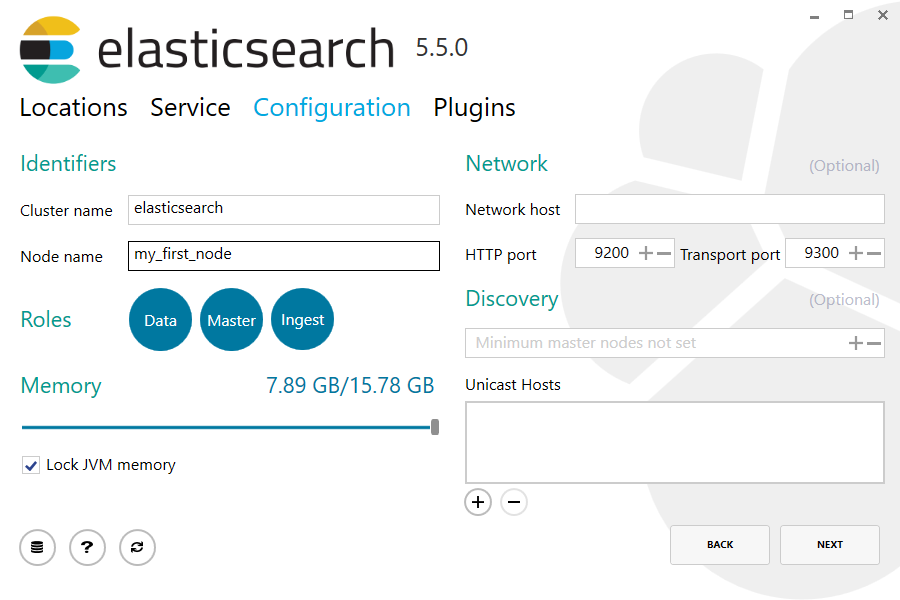 elasticsearch 5.5.0
Locations Service Configuration Plugins
Identifiers
Cluster name elasticsearch
Node name my_first_node
Roles Data Master Ingest
Memory 7.89 GB/15.78 GB
Lock JVM memory
Network (Optional)
Network host
HTTP port 9200 Transport port 9300
Discovery (Optional)
Minimum master nodes not set
Unicast Hosts
?
BACK NEXT